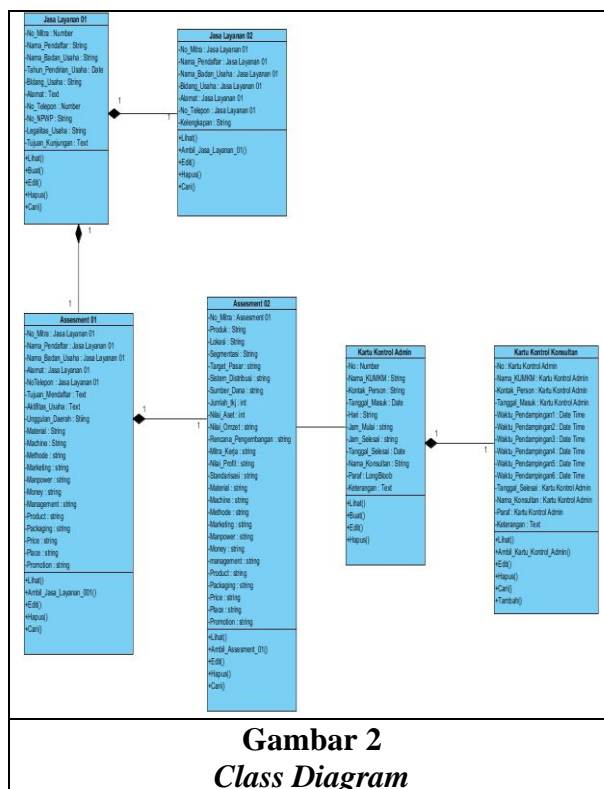 Jasa Layanan 01
-No_Mitra : Number
-Nama_Pendaftar : String
-Nama_Badan_Usaha : String
-Tahun_Pendirian_Usaha : Date
-Bidang_Usaha : String
-Alamat : Text
-No_Telepon : Number
-No_NPWP : String
-Legalitas_Usaha : String
-Tujuan_Kunjungan : Text
+Lihat()
+Buat()
+Edit()
+Hapus()
+Cari()
1
1
Jasa Layanan 02
-No_Mitra : Jasa Layanan 01
-Nama_Pendaftar : Jasa Layanan 01
-Nama_Badan_Usaha : Jasa Layanan 01
-Bidang_Usaha : Jasa Layanan 01
-Alamat : Jasa Layanan 01
-No_Telepon : Jasa Layanan 01
-Kelengkapan : String
+Lihat()
+Ambil_Jasa_Layanan_01()
+Edit()
+Hapus()
+Cari()
1
1
Assesment 01
-No_Mitra : Jasa Layanan 01
-Nama_Pendaftar : Jasa Layanan 01
-Nama_Badan_Usaha : Jasa Layanan 01
-Alamat : Jasa Layanan 01
-NoTelepon : Jasa Layanan 01
-Tujuan_Mendaftar : Text
-Aktifitas_Usaha : Text
-Unggulan_Daerah : String
-Material : String
-Machine : String
-Methode : string
-Marketing : string
-Manpower : string
-Money : string
-Management : string
-Product : string
-Packaging : string
-Price : string
-Place : string
-Promotion : string
+Lihat()
+Ambil_Jasa_Layanan_001()
+Edit()
+Hapus()
+Cari()
1
1
Assesment 02
-No_Mitra : Assesment 01
-Produk : String
-Lokasi : String
-Segmentasi : String
-Target_Pasar : string
-Sistem_Distribusi : string
-Sumber_Dana : string
-Jumlah_tkj : int
-Nilai_Aset : int
-Nilai_Omzet : string
-Rencana_Pengembangan : string
-Mitra_Kerja : string
-Nilai_Profit : string
-Standarisasi : string
-Material : string
-Machine : string
-Methode : string
-Marketing : string
-Manpower : string
-Money : string
-management : string
-Product : string
-Packaging : string
-Price : string
-Place : string
-Promotion : string
+Lihat()
+Ambil_Assesment_01()
+Edit()
+Hapus()
+Cari()
Kartu Kontrol Admin
-No : Number
-Nama_KUMKM : String
-Kontak_Person : String
-Tanggal_Masuk : Date
-Hari : String
-Jam_Mulai : string
-Jam_Selesai : string
-Tanggal_Selesai : Date
-Nama_Konsultan : String
-Paraf : LongBloob
-Keterangan : Text
+Lihat()
+Buat()
+Edit()
+Hapus()
1
1
Kartu Kontrol Konsultan
-No : Kartu Kontrol Admin
-Nama_KUMKM : Kartu Kontrol Admin
-Kontak_Person : Kartu Kontrol Admin
-Tanggal_Masuk : Kartu Kontrol Admin
-Waktu_Pendampingan1 : Date Time
-Waktu_Pendampingan2 : Date Time
-Waktu_Pendampingan3 : Date Time
-Waktu_Pendampingan4 : Date Time
-Waktu_Pendampingan5 : Date Time
-Waktu_Pendampingan6 : Date Time
-Tanggal_Selesai : Kartu Kontrol Admin
-Nama_Konsultan : Kartu Kontrol Admin
-Paraf : Kartu Kontrol Admin
-Keterangan : Text
+Lihat()
+Ambil_Kartu_Kontrol_Admin()
+Edit()
+Hapus()
+Cari()
+Tambah()
Gambar 2
Class Diagram